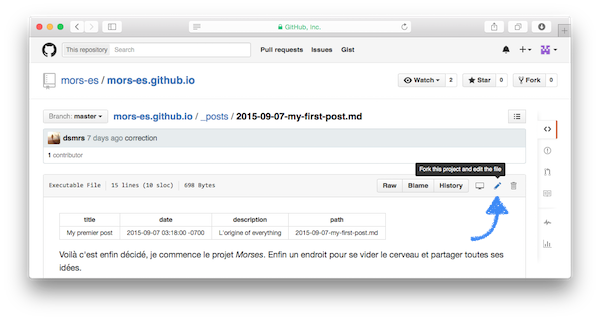 GitHub, Inc.
This repository Search Pull requests Issues Gist
mors-es / mors-es.github.io Watch 2 Star 0 Fork 0
Branch: master mors-es.github.io / _posts / 2015-09-07-my-first-post.md
dsmrs 7 days ago correction
1 contributor
Fork this project and edit the file
Executable File 15 lines (10 sloc) 698 Bytes Raw Blame History
title date description path
My premier post 2015-09-07 03:18:00 -0700 L'origine of everything 2015-09-07-my-first-post.md
Voilà c'est enfin décidé, je commence le projet Morses. Enfin un endroit pour se vider le cerveau et partager toutes ses
idées.